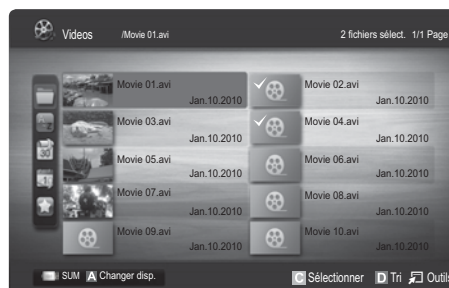 Videos /Movie 01.avi 2 fichiers sélect. 1/1 Page
Movie 01.avi Movie 02.avi
Jan.10.2010 Jan.10.2010
Movie 03.avi Movie 04.avi
Jan.10.2010 Jan.10.2010
Movie 05.avi Movie 06.avi
Jan.10.2010 Jan.10.2010
Movie 07.avi Movie 08.avi
Jan.10.2010 Jan.10.2010
Movie 09.avi Movie 10.avi
Jan.10.2010 Jan.10.2010
SUM A Changer disp. C Sélectionner D Tri Outils